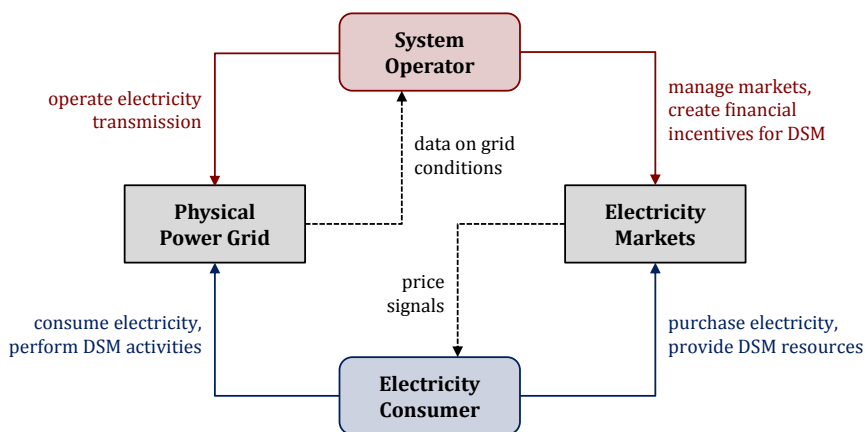 System
Operator
operate electricity
transmission
manage markets,
create financial
incentives for DSM
data on grid
conditions
Physical
Power Grid
Electricity
Markets
price
signals
consume electricity,
perform DSM activities
purchase electricity,
provide DSM resources
Electricity
Consumer